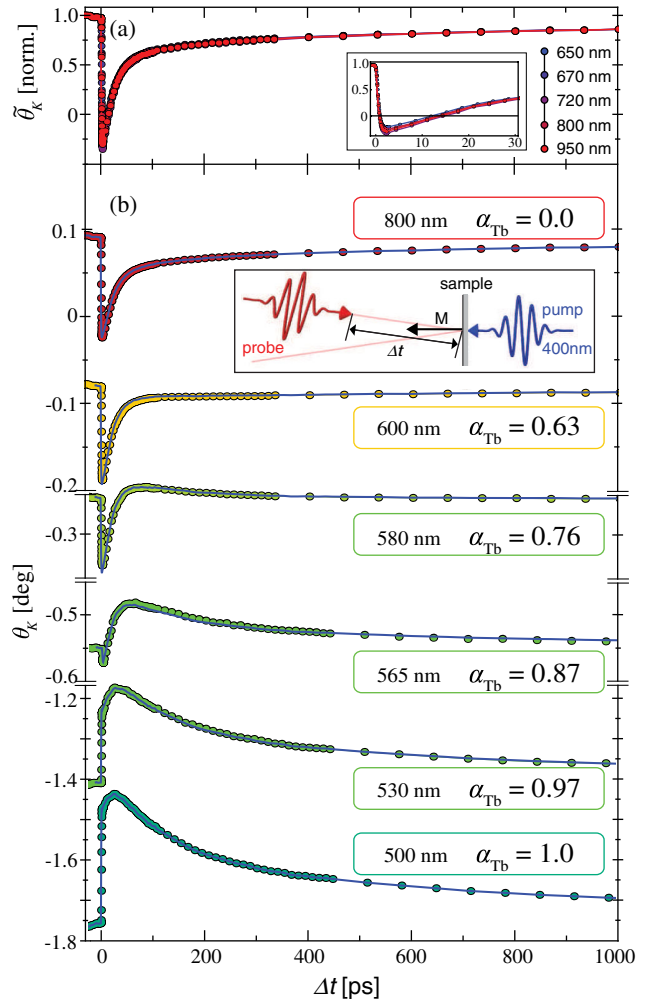 (a)
1.0
0.5
0
θ̃K [norm.]
1.0
0.5
0
0
10
20
30
650 nm
670 nm
720 nm
800 nm
950 nm
(b)
0.1
0
-0.1
-0.2
-0.3
-0.5
-0.6
-1.2
-1.4
-1.6
-1.8
θK [deg]
800 nm αTb = 0.0
sample
M
pump
probe
Δt
400nm
600 nm αTb = 0.63
580 nm αTb = 0.76
565 nm αTb = 0.87
530 nm αTb = 0.97
500 nm αTb = 1.0
0 200 400 600 800 1000
Δt [ps]